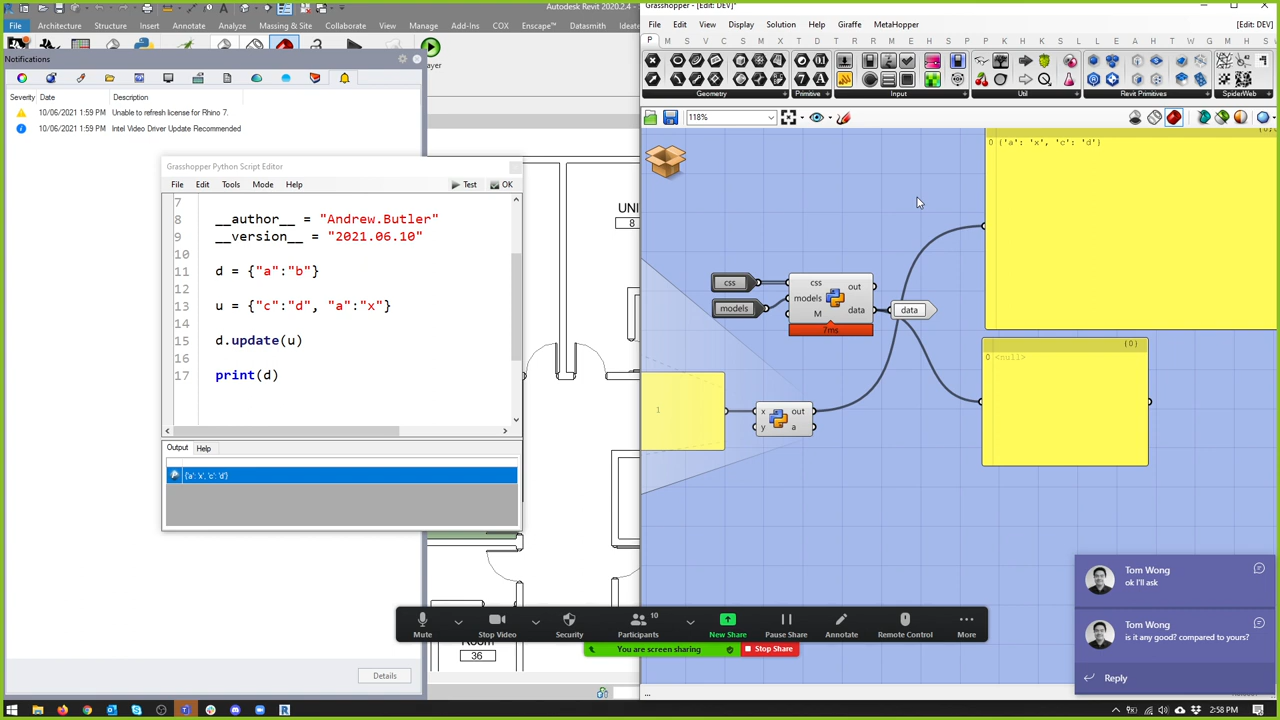 Autodesk Revit 2020.2.4 -
File Architecture Structure Insert Annotate Analyze Massing & Site Collaborate View Manage Add-Ins COX Enscape™ Datasmith
Notifications
Severity Date Description
10/06/2021 1:59 PM Unable to refresh license for Rhino 7.
10/06/2021 1:59 PM Intel Video Driver Update Recommended
Grasshopper Python Script Editor
File Edit Tools Mode Help Test OK
7
8 __author__ = "Andrew.Butler"
9 __version__ = "2021.06.10"
10
11 d = {"a":"b"}
12
13 u = {"c":"d", "a":"x"}
14
15 d.update(u)
16
17 print(d)
Output Help
{'a': 'x', 'c': 'd'}
UNI
8
36
Details
Grasshopper - [Edit: DEV]*
File Edit View Display Solution Help Giraffe MetaHopper [Edit: DEV]
Geometry Primitive Input Util Revit Primitives SpiderWeb
118%
0 {'a': 'x', 'c': 'd'}
css
models
css out
models
M data
7ms
data
{0}
0 <null>
1
x out
y a
Tom Wong
ok I'll ask
Tom Wong
is it any good? compared to yours?
Reply
10
Mute Stop Video Security Participants New Share Pause Share Annotate Remote Control More
You are screen sharing Stop Share
2:58 PM